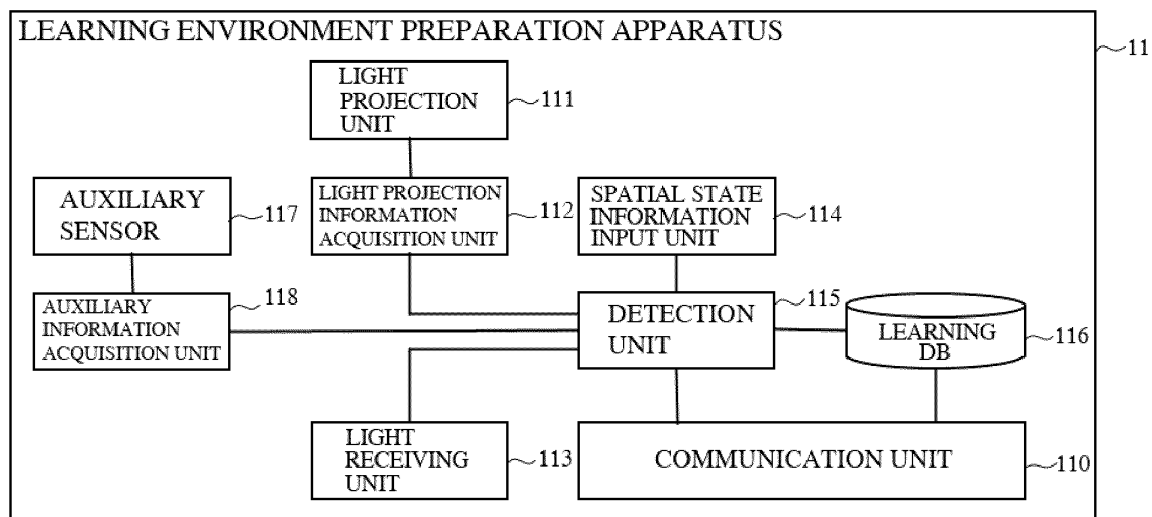 LEARNING ENVIRONMENT PREPARATION APPARATUS
11
LIGHT
PROJECTION
UNIT
111
AUXILIARY
SENSOR
117
LIGHT PROJECTION
INFORMATION
ACQUISITION UNIT
112
SPATIAL STATE
INFORMATION
INPUT UNIT
114
AUXILIARY
INFORMATION
ACQUISITION UNIT
118
DETECTION
UNIT
115
LEARNING
DB
116
LIGHT
RECEIVING
UNIT
113
COMMUNICATION UNIT
110